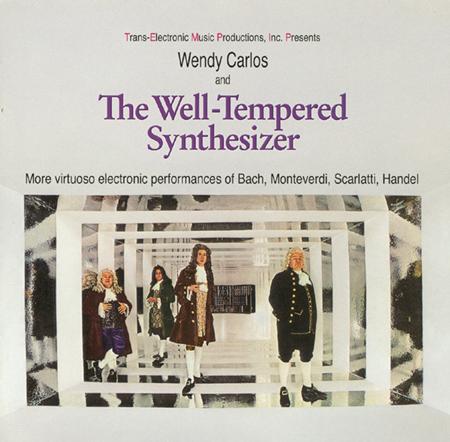 Trans-Electronic Music Productions, Inc. Presents
Wendy Carlos
and
The Well-Tempered
Synthesizer
More virtuoso electronic performances of Bach, Monteverdi, Scarlatti, Handel